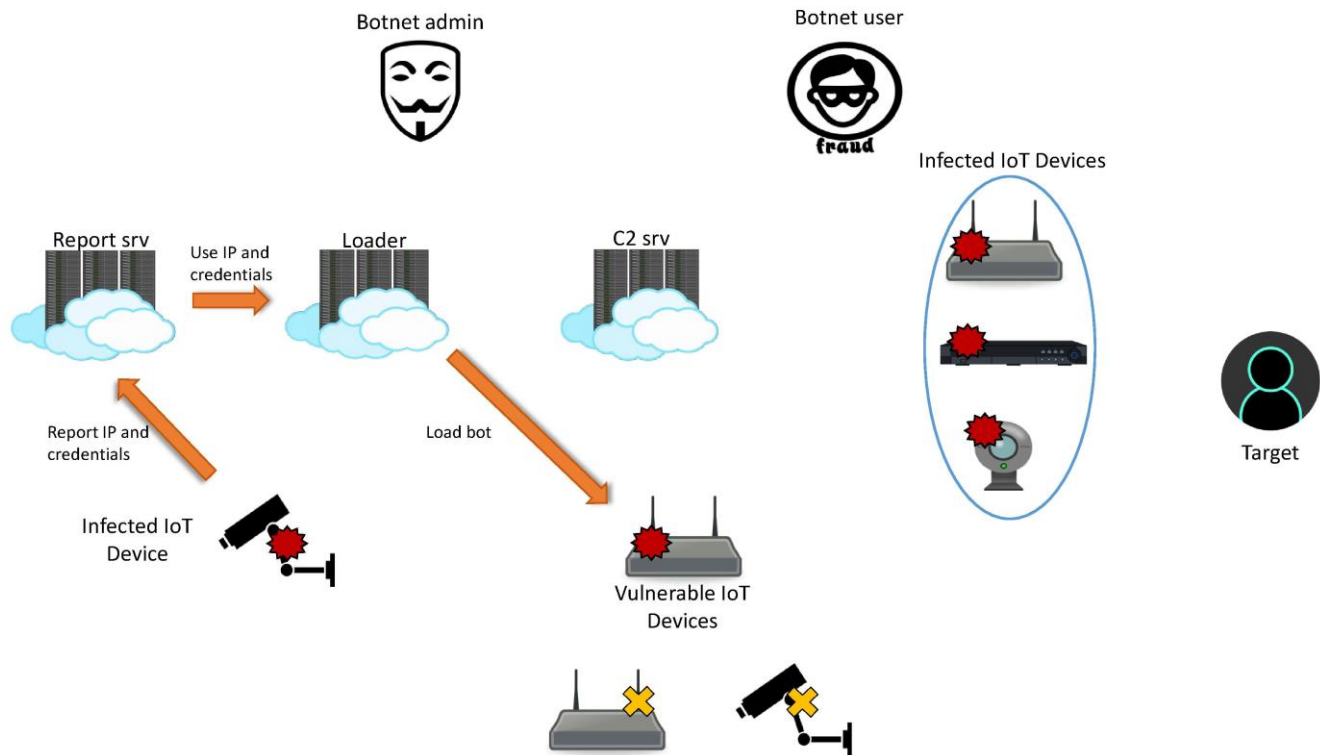 Botnet admin
Botnet user
fraud
Infected IoT Devices
Report srv
Use IP and
credentials
Loader
C2 srv
Report IP and
credentials
Load bot
Target
Infected IoT
Device
Vulnerable IoT
Devices